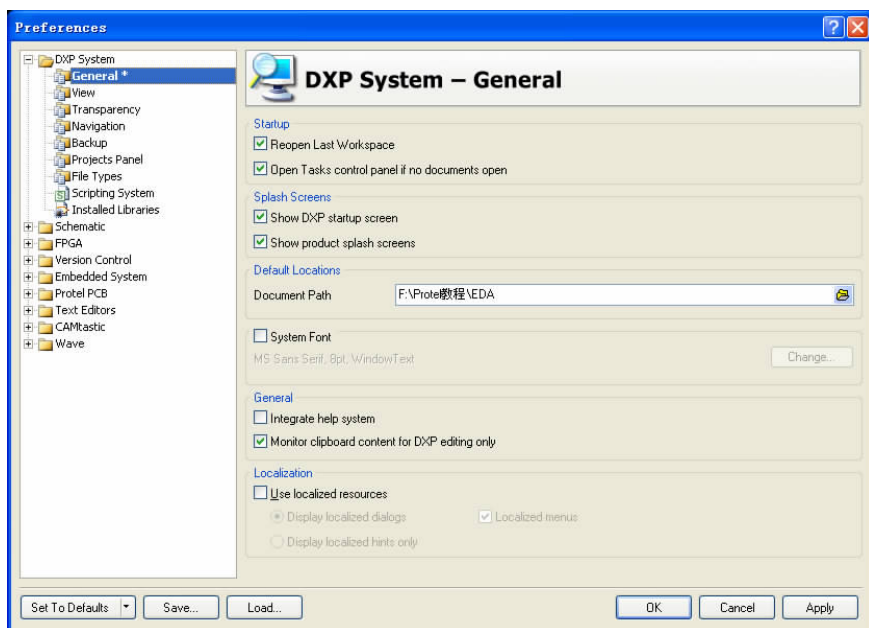 Preferences
DXP System
General *
View
Transparency
Navigation
Backup
Projects Panel
File Types
Scripting System
Installed Libraries
Schematic
FPGA
Version Control
Embedded System
Protel PCB
Text Editors
CAMtastic
Wave
DXP System – General
Startup
Reopen Last Workspace
Open Tasks control panel if no documents open
Splash Screens
Show DXP startup screen
Show product splash screens
Default Locations
Document Path F:\Protel教程\EDA
System Font
MS Sans Serif, 8pt, WindowText Change...
General
Integrate help system
Monitor clipboard content for DXP editing only
Localization
Use localized resources
Display localized dialogs Localized menus
Display localized hints only
Set To Defaults Save... Load... OK Cancel Apply